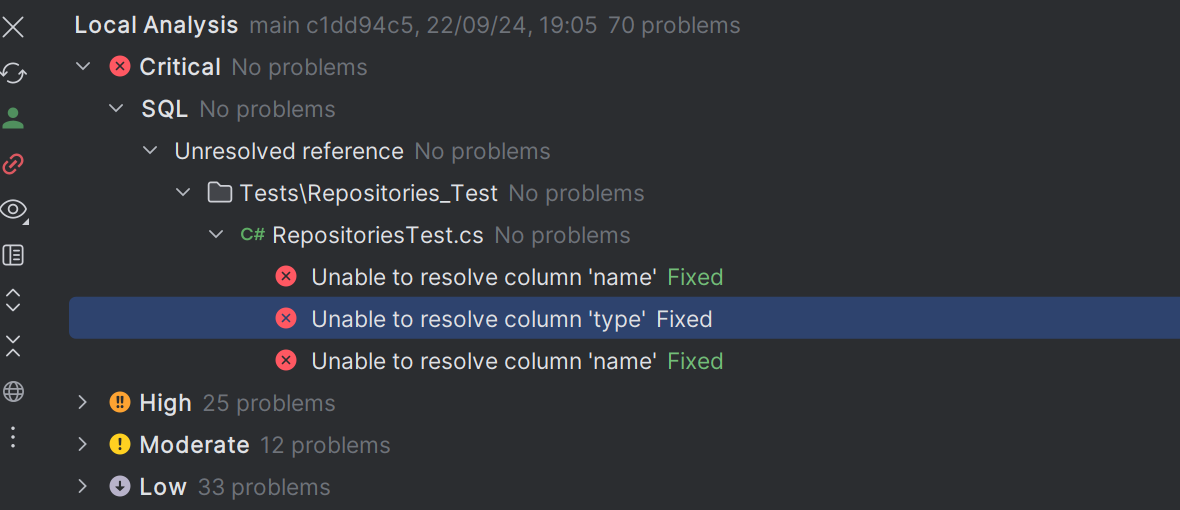 Local Analysis main c1dd94c5, 22/09/24, 19:05 70 problems
Critical No problems
SQL No problems
Unresolved reference No problems
Tests\Repositories_Test No problems
C# RepositoriesTest.cs No problems
Unable to resolve column 'name' Fixed
Unable to resolve column 'type' Fixed
Unable to resolve column 'name' Fixed
High 25 problems
Moderate 12 problems
Low 33 problems